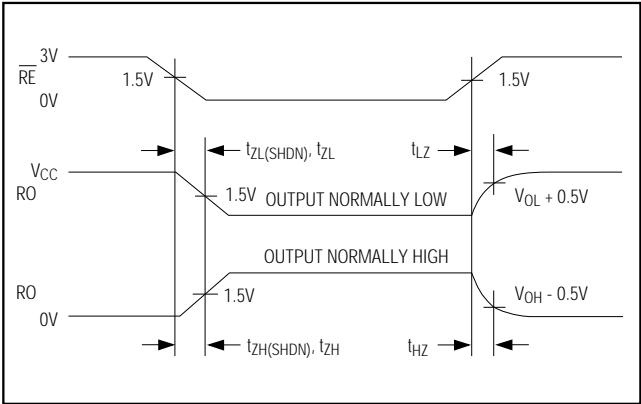 3V
RE
1.5V
1.5V
0V
tZL(SHDN), tZL
tLZ
VCC
RO
1.5V
OUTPUT NORMALLY LOW
VOL + 0.5V
OUTPUT NORMALLY HIGH
RO
1.5V
VOH - 0.5V
0V
tZH(SHDN), tZH
tHZ